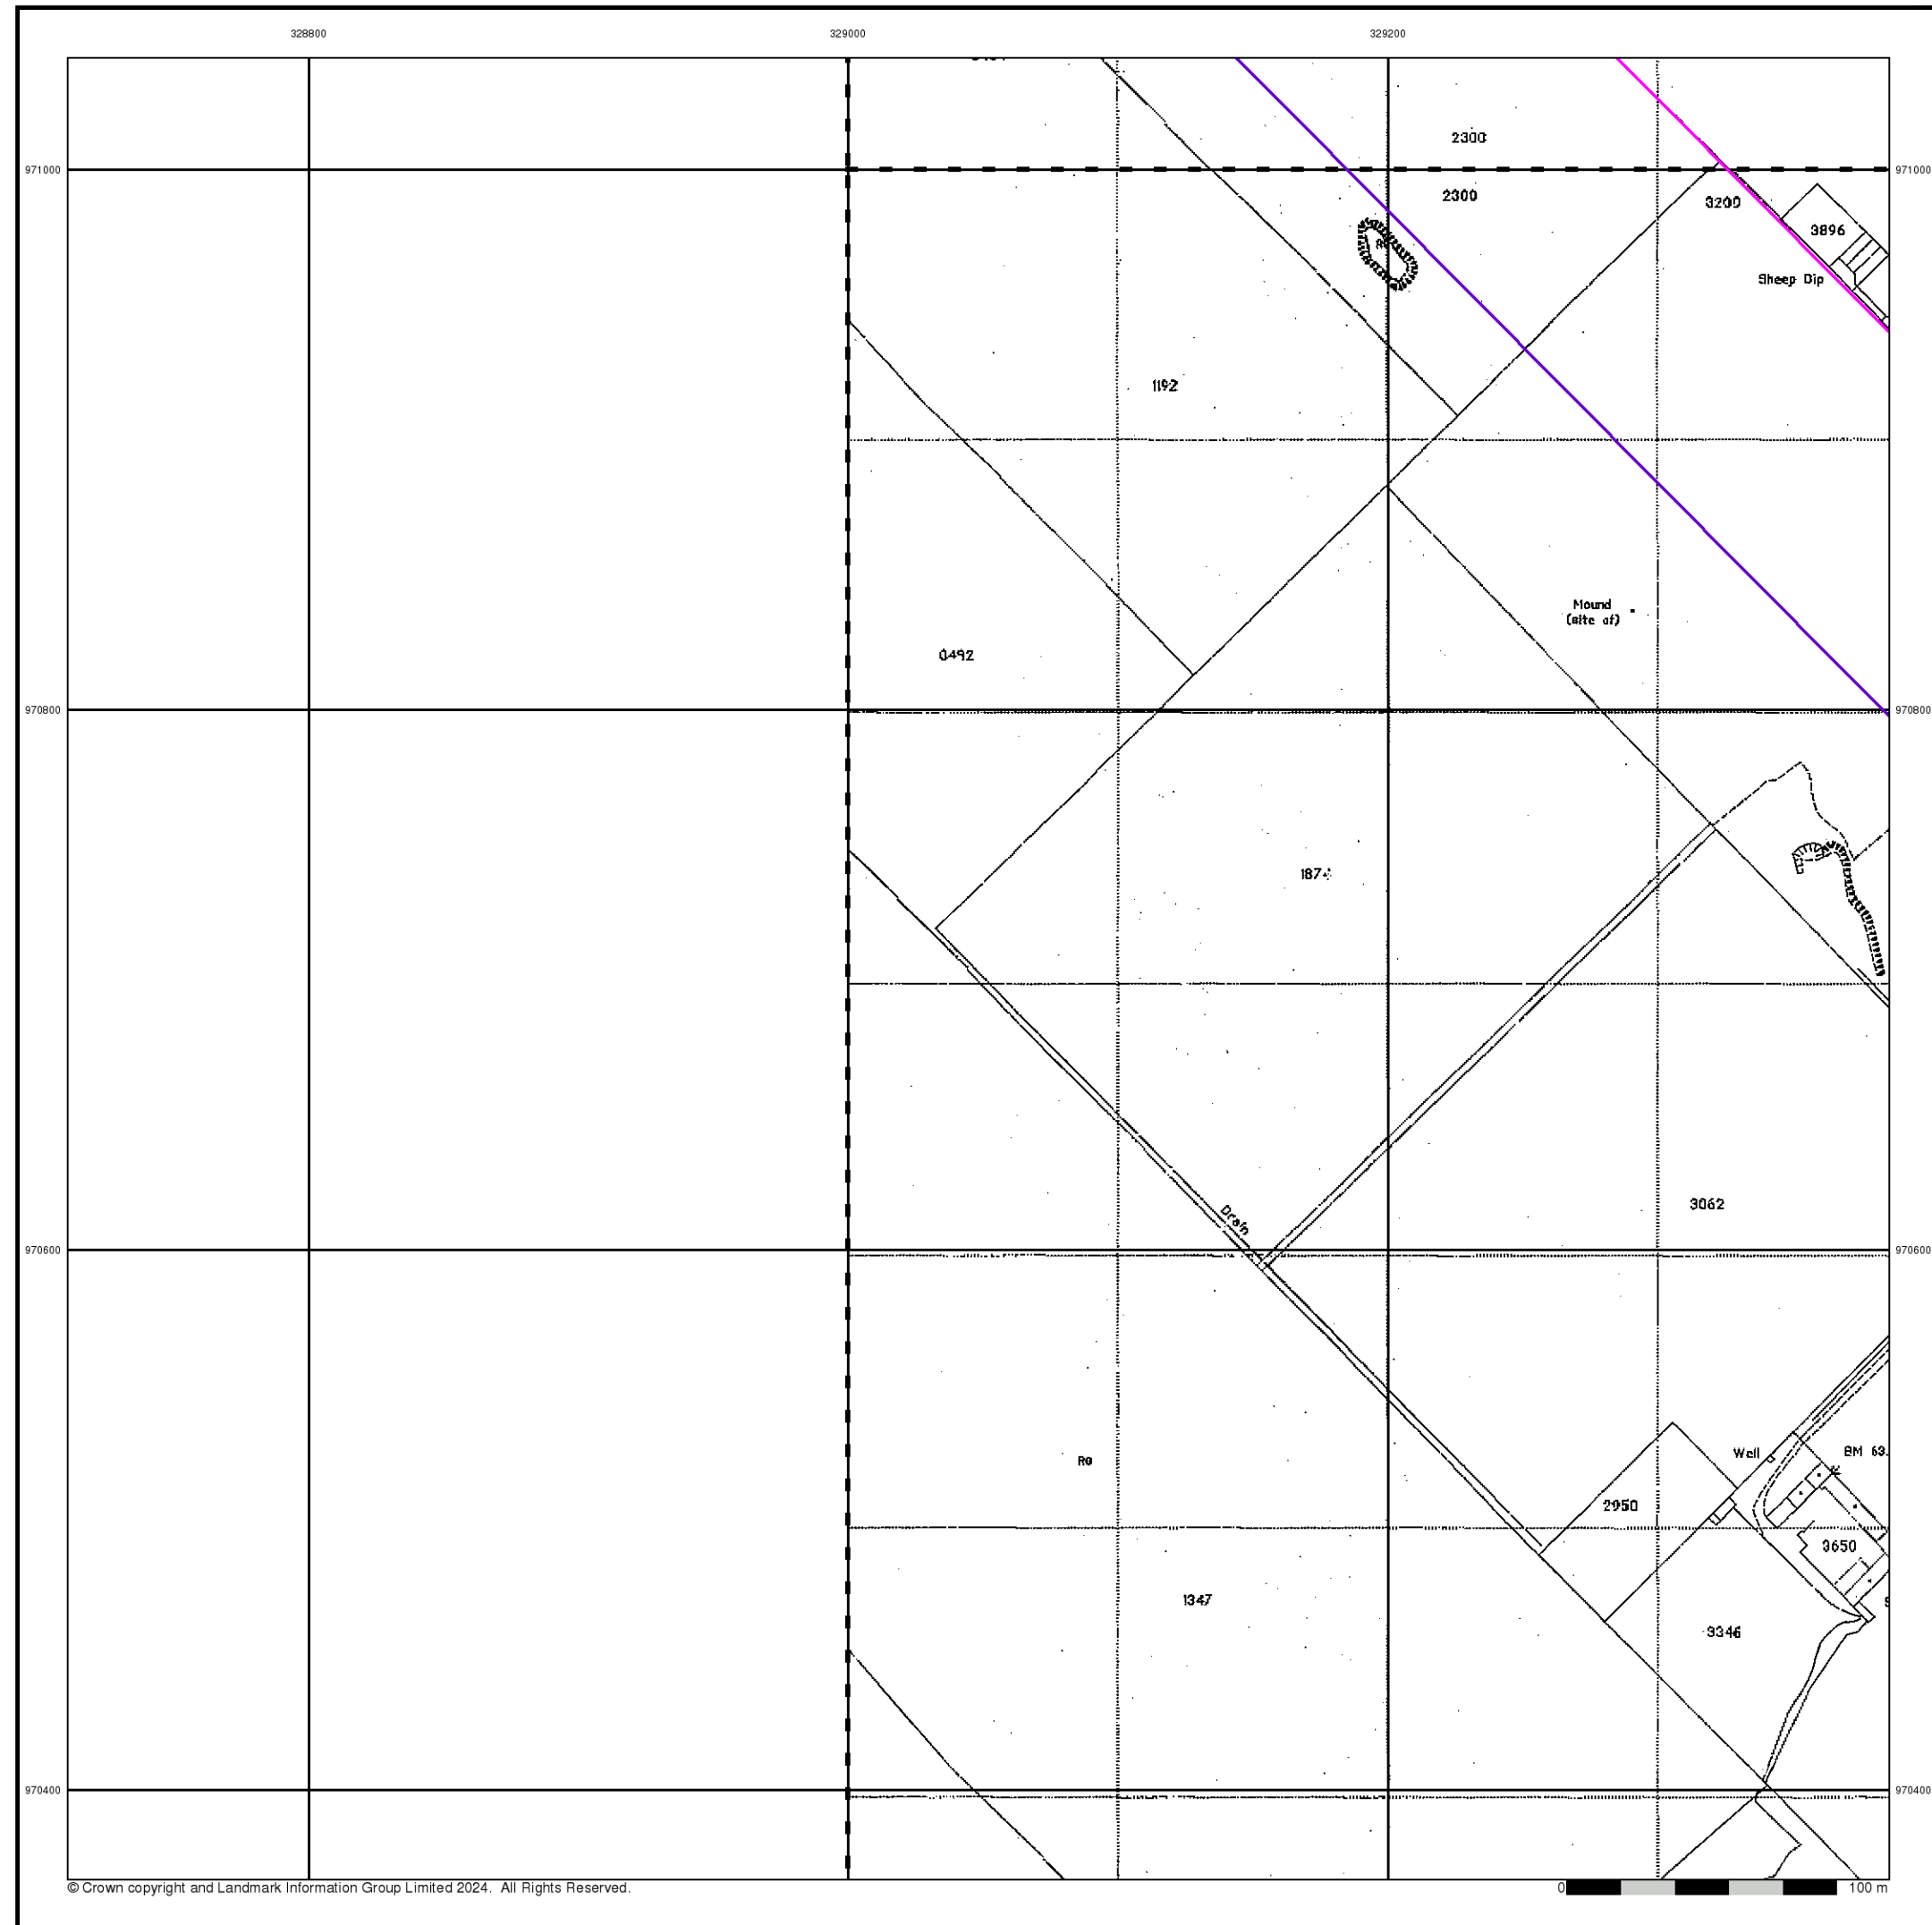 328800 329000 329200
2300
971000 971000
2300
3200
3896
Sheep Dip
1192
Mound
(site of)
0492
970800 970800
187
Drain
3062
970600 970600
Well
BM 63.
Ro
2950
3650
1347
3346
970400 970400
© Crown copyright and Landmark Information Group Limited 2024. All Rights Reserved.
0 100 m